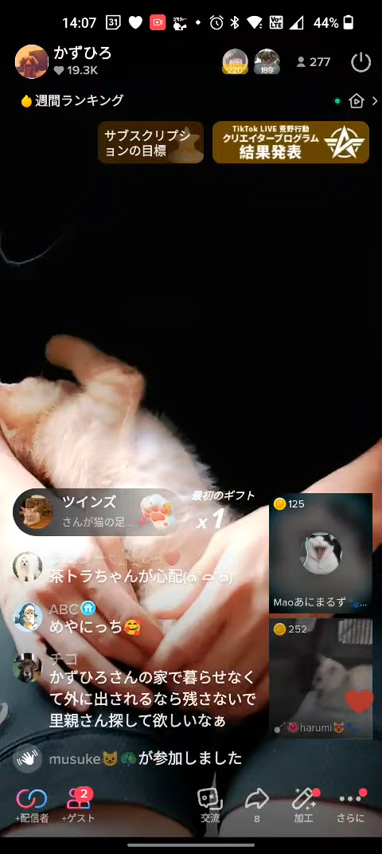 14:07
31
44%
かずひろ
19.3K
220
199
277
週間ランキング
サブスクリプシ
ョンの目標
TikTok LIVE 荒野行動
クリエイタープログラム
結果発表
ツインズ
さんが猫の足...
最初のギフト
x1
125
Maoあにまるず
茶トラちゃんが心配
ABC
めやにっち🥰
252
harumi
チコ
かずひろさんの家で暮らせなく
て外に出されるなら残さないで
里親さん探して欲しいなぁ
musuke😺🦚が参加しました
2
+配信者
+ゲスト
交流
8
加工
さらに